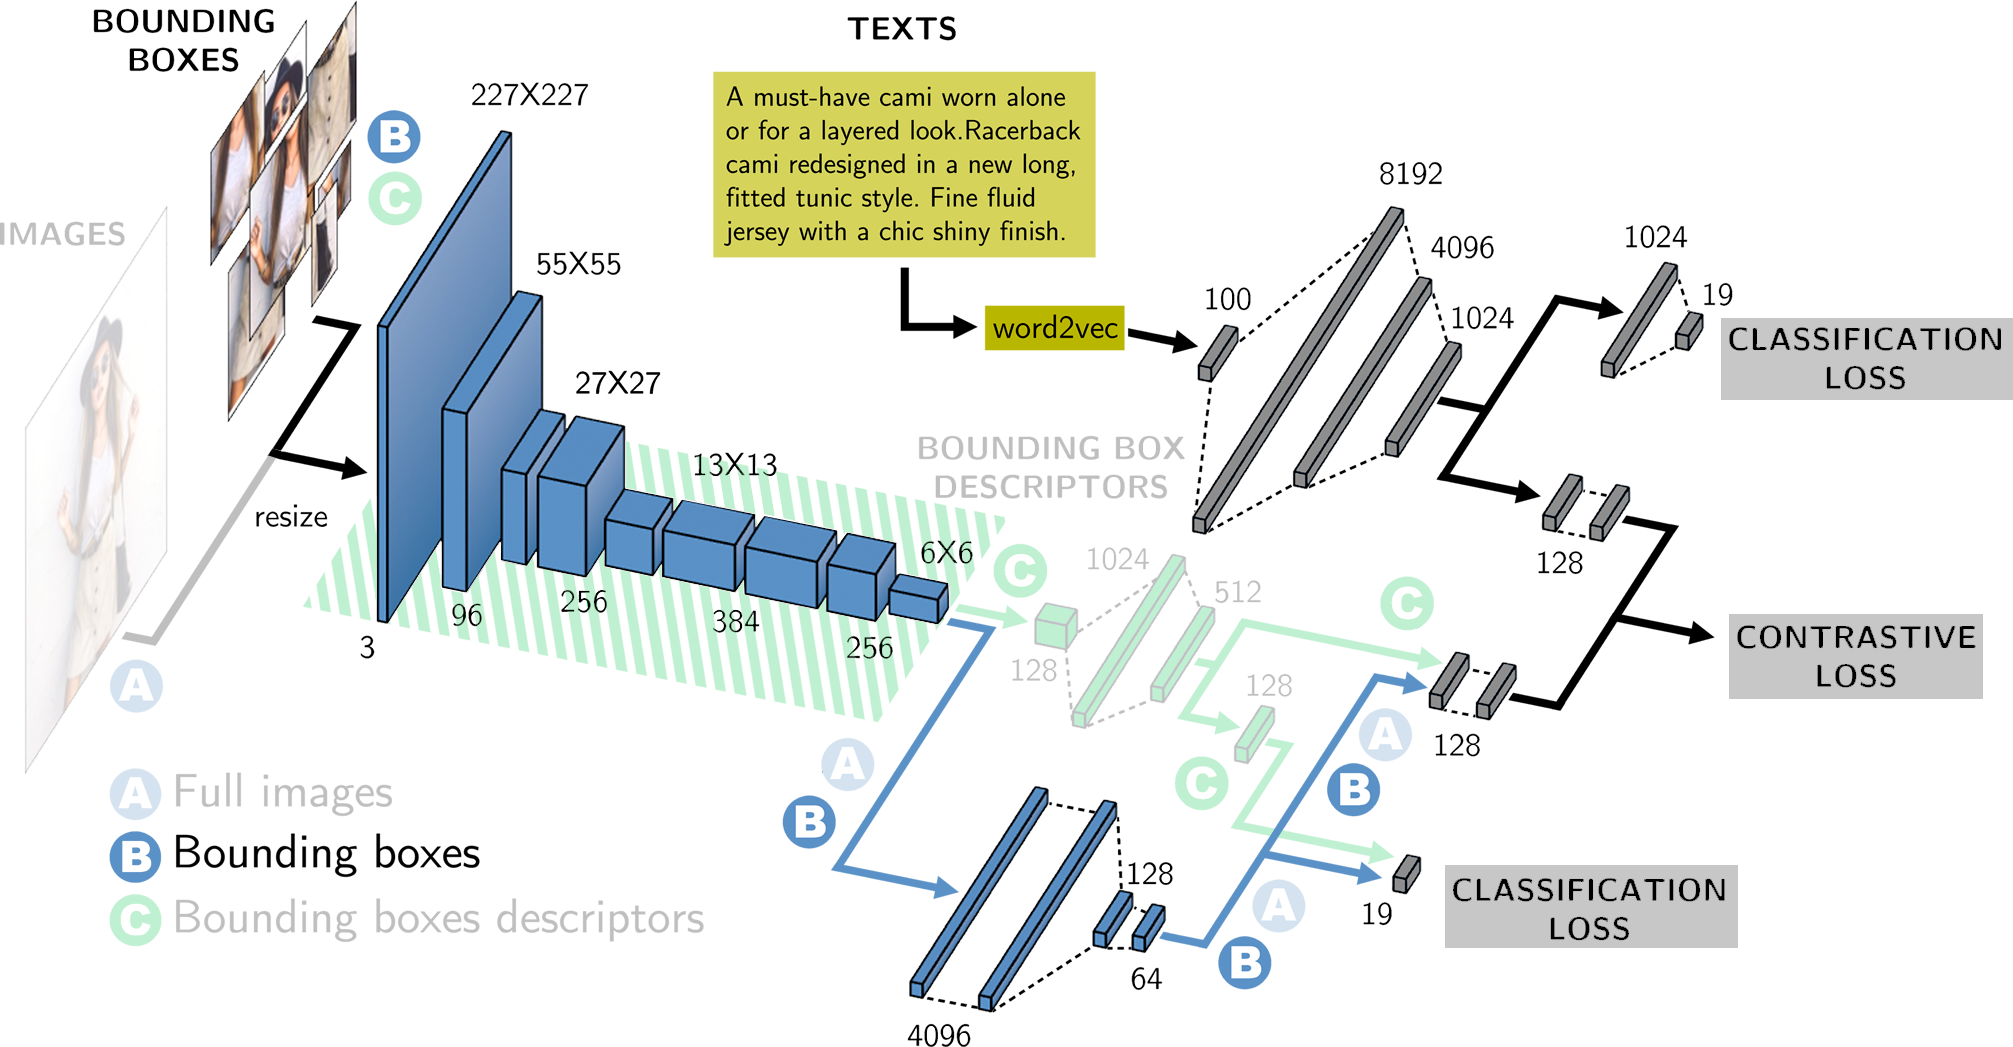 BOUNDING
BOXES
IMAGES
B
C
227X227
55X55
27X27
13X13
6X6
resize
3
96
256
384
256
A
TEXTS
A must-have cami worn alone
or for a layered look.Racerback
cami redesigned in a new long,
fitted tunic style. Fine fluid
jersey with a chic shiny finish.
word2vec
100
8192
4096
1024
1024
19
CLASSIFICATION
LOSS
128
BOUNDING BOX
DESCRIPTORS
C
1024
512
128
128
C
C
128
CONTRASTIVE
LOSS
A
B
A
B
4096
128
64
A
B
19
CLASSIFICATION
LOSS
A Full images
B Bounding boxes
C Bounding boxes descriptors